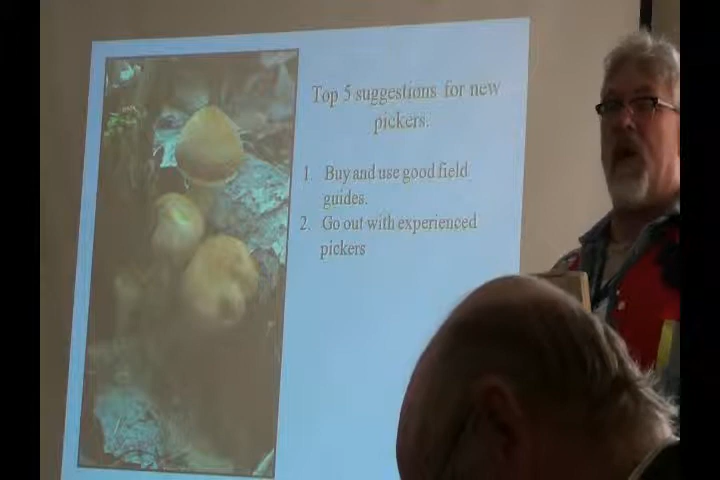 Top 5 suggestions for new
pickers.
1. Buy and use good field
guides.
2. Go out with experienced
pickers